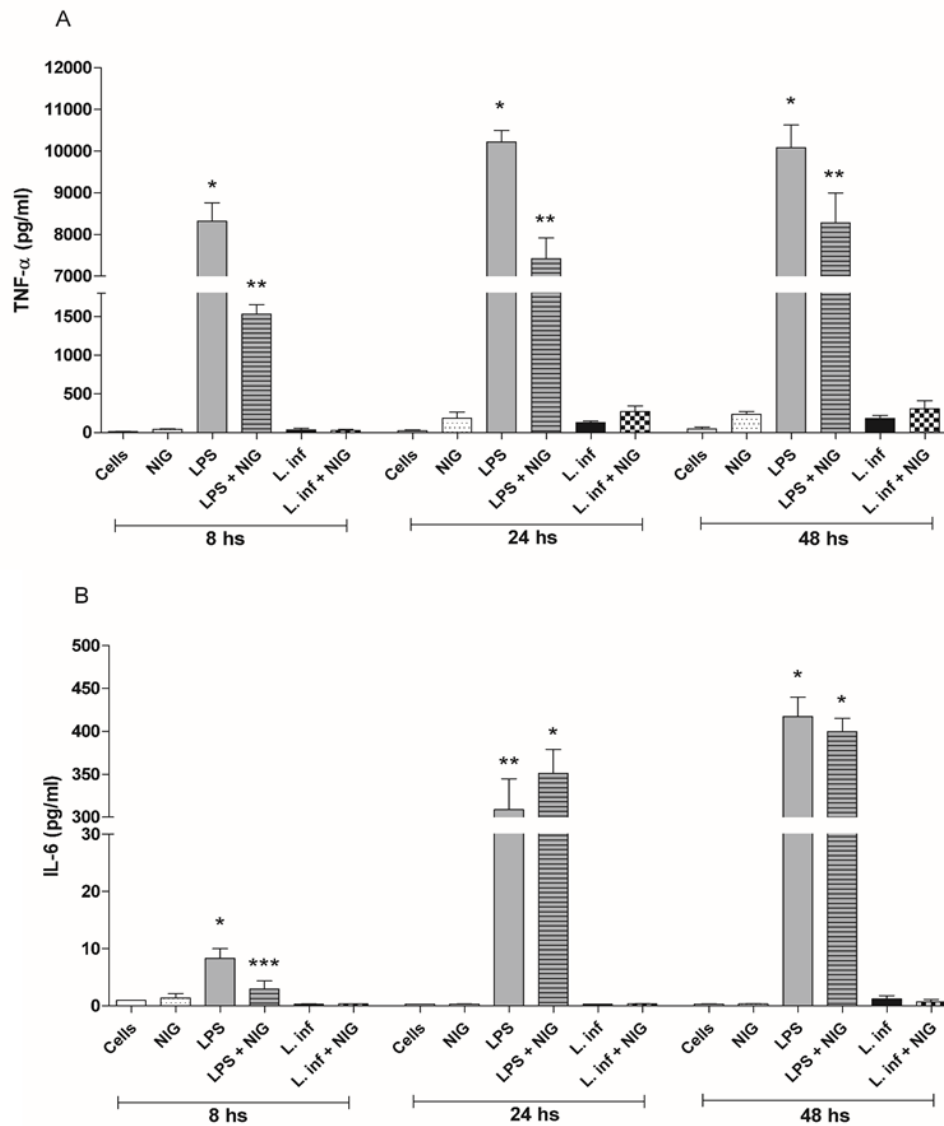 A
12000
11000
10000
9000
8000
7000
1500
1000
500
0
TNF-α (pg/ml)
* ** * ** * **
Cells NIG LPS LPS + NIG L. inf L. inf + NIG Cells NIG LPS LPS + NIG L. inf L. inf + NIG Cells NIG LPS LPS + NIG L. inf L. inf + NIG
8 hs 24 hs 48 hs
B
500
450
400
350
300
30
20
10
0
IL-6 (pg/ml)
* *** ** * * *
Cells NIG LPS LPS + NIG L. inf L. inf + NIG Cells NIG LPS LPS + NIG L. inf L. inf + NIG Cells NIG LPS LPS + NIG L. inf L. inf + NIG
8 hs 24 hs 48 hs